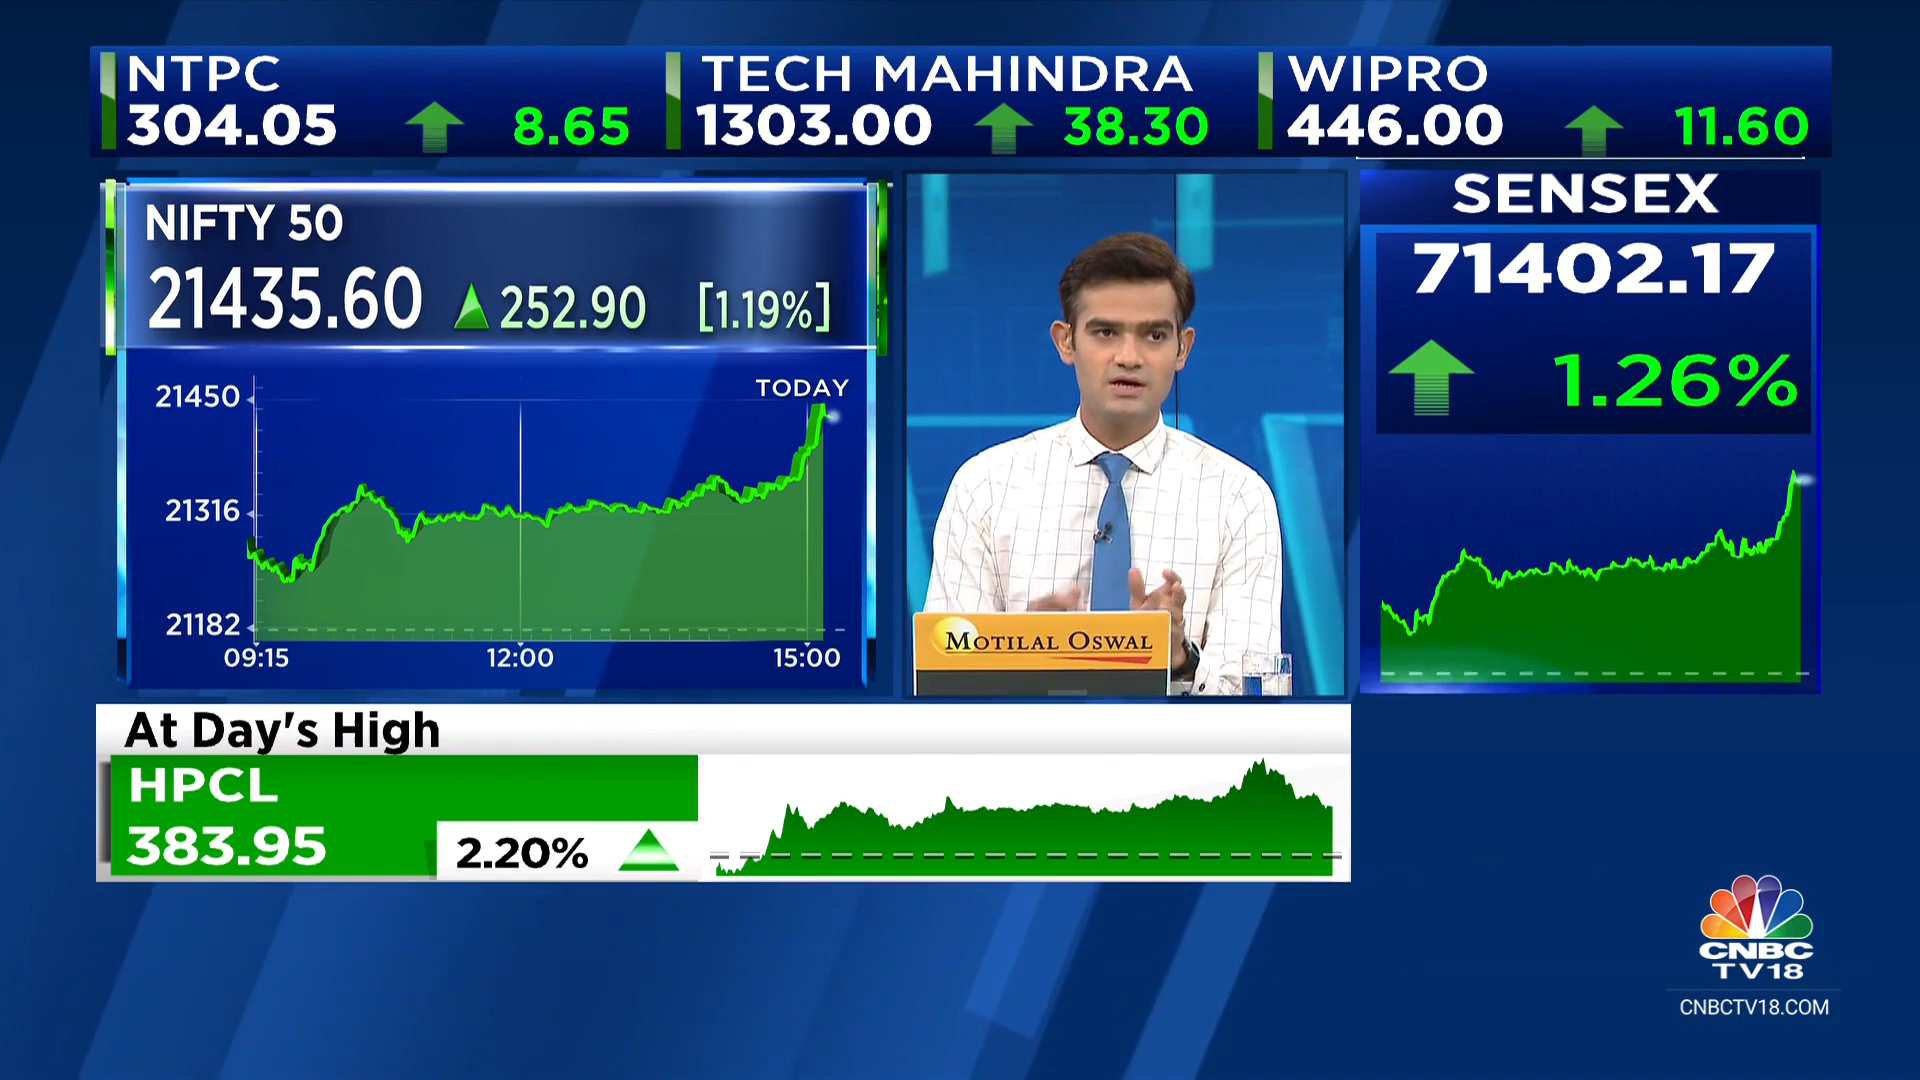 NTPC
304.05 8.65
TECH MAHINDRA
1303.00 38.30
WIPRO
446.00 11.60
NIFTY 50
21435.60 252.90 [1.19%]
TODAY
21450
21316
21182
09:15 12:00 15:00
MOTILAL OSWAL
SENSEX
71402.17
1.26%
At Day's High
HPCL
383.95
2.20%
CNBC
TV18
CNBCTV18.COM